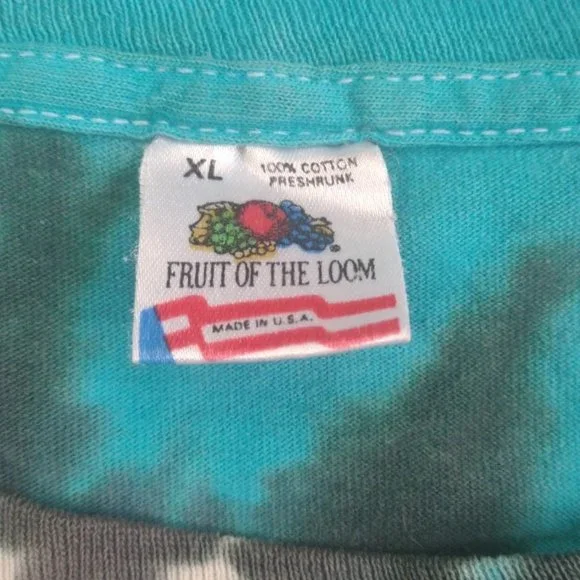 XL
100% COTTON
PRESHRUNK
®
FRUIT OF THE LOOM
MADE IN U.S.A.